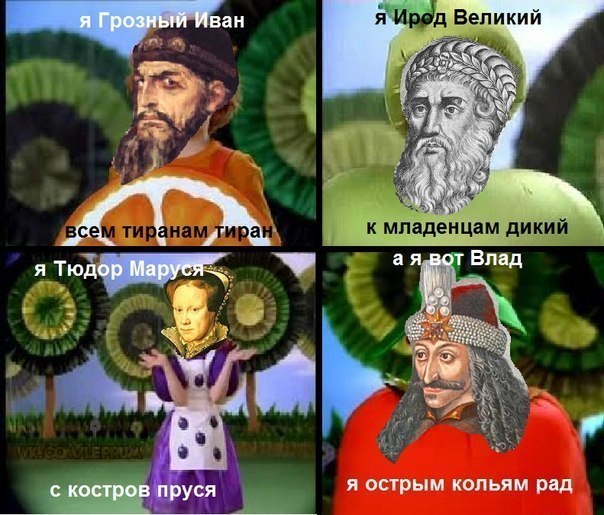 я Грозный Иван
всем тиранам тиран
я Ирод Великий
к младенцам дикий
я Тюдор Маруся
с костров пруся
а я вот Влад
я острым кольям рад